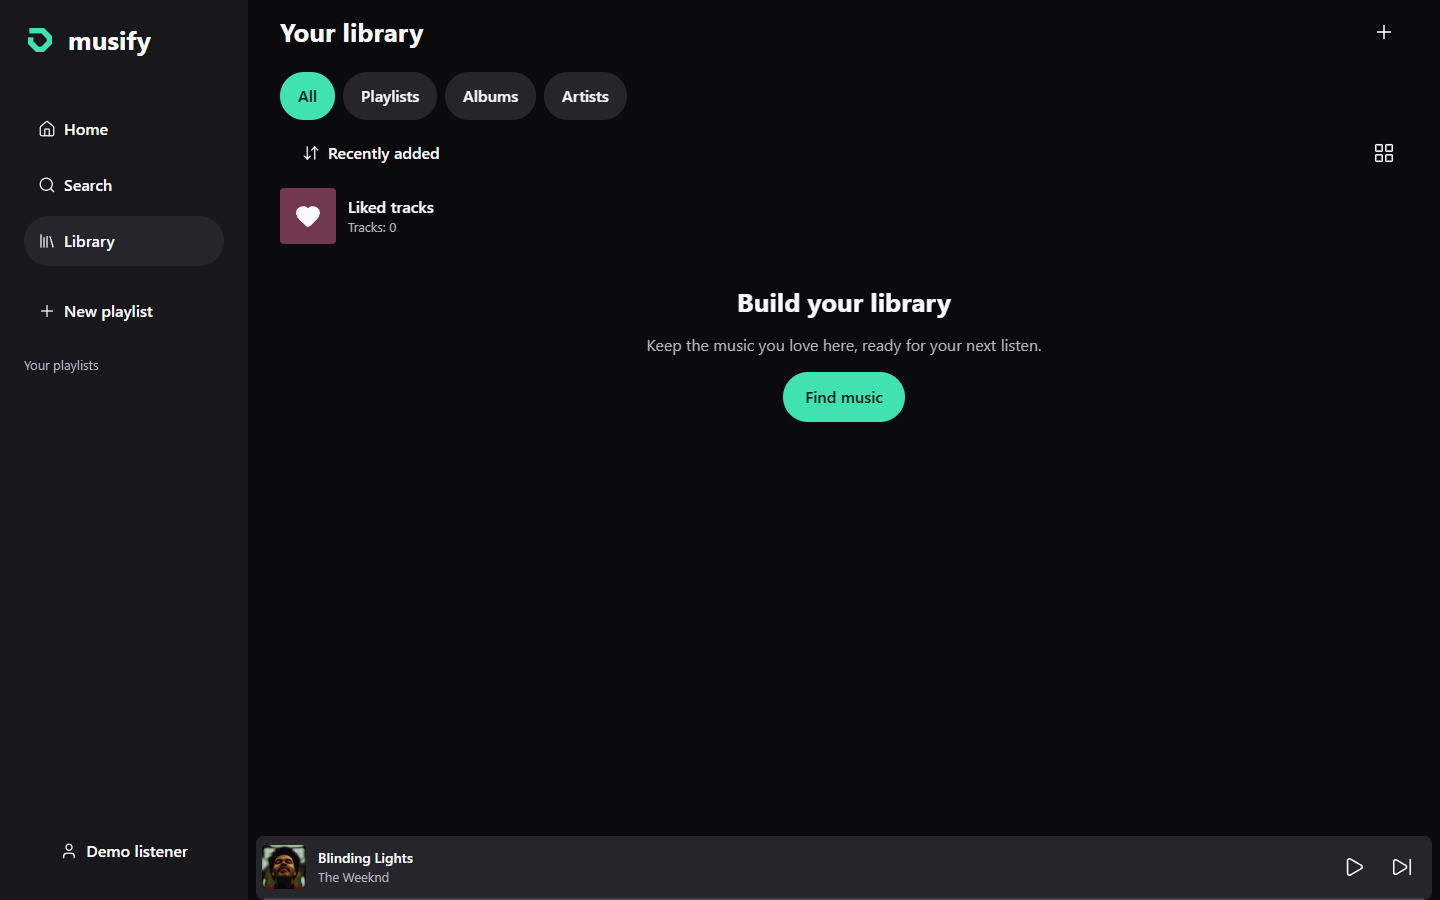 musify
Home
Search
Library
New playlist
Your playlists
Demo listener
Your library
All
Playlists
Albums
Artists
Recently added
Liked tracks
Tracks: 0
Build your library
Keep the music you love here, ready for your next listen.
Find music
Blinding Lights
The Weeknd